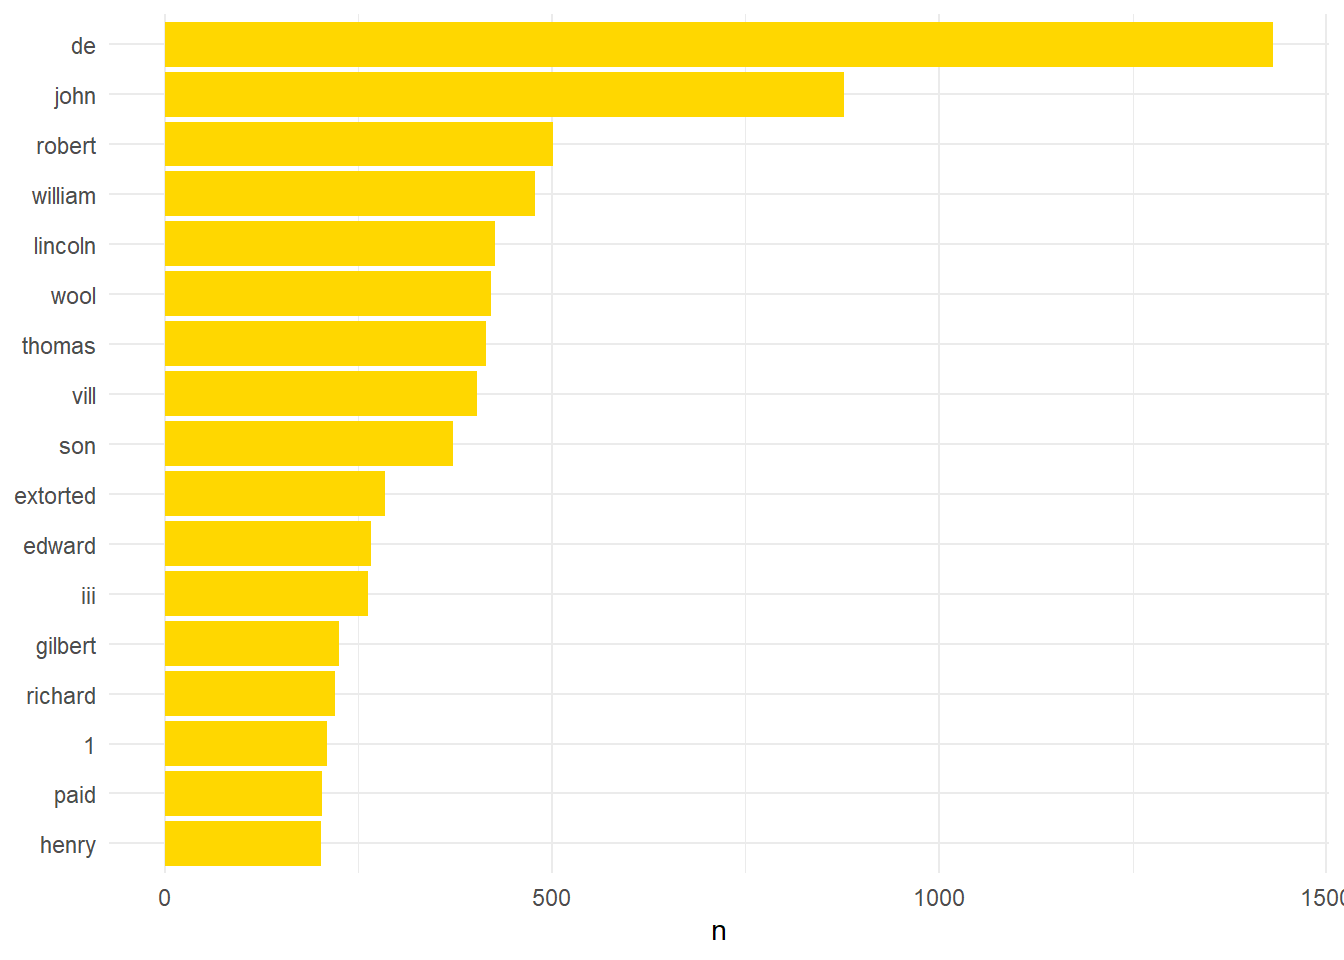 de
john
robert
william
lincoln
wool
thomas
vill
son
extorted
edward
iii
gilbert
richard
1
paid
henry
0 500 1000 1500
n